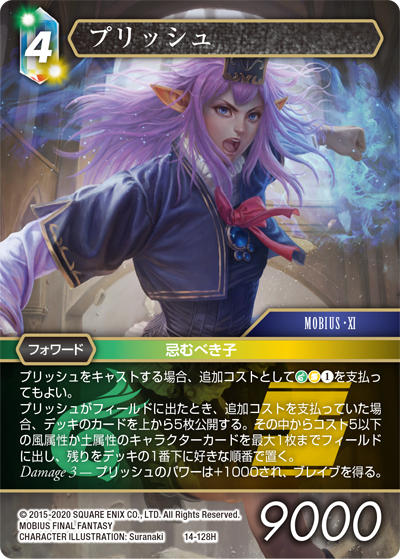 4
プリッシュ
MOBIUS・XI
フォワード
忌むべき子
プリッシュをキャストする場合、追加コストとして風土1を支払っ
てもよい。
プリッシュがフィールドに出たとき、追加コストを支払っていた場
合、デッキのカードを上から5枚公開する。その中からコスト5以下
の風属性か土属性のキャラクターカードを最大1枚までフィールド
に出し、残りをデッキの1番下に好きな順番で置く。
Damage 3 — プリッシュのパワーは+1000され、ブレイブを得る。
© 2015-2020 SQUARE ENIX CO., LTD. All Rights Reserved.
MOBIUS FINAL FANTASY
CHARACTER ILLUSTRATION: Suranaki
14-128H
9000